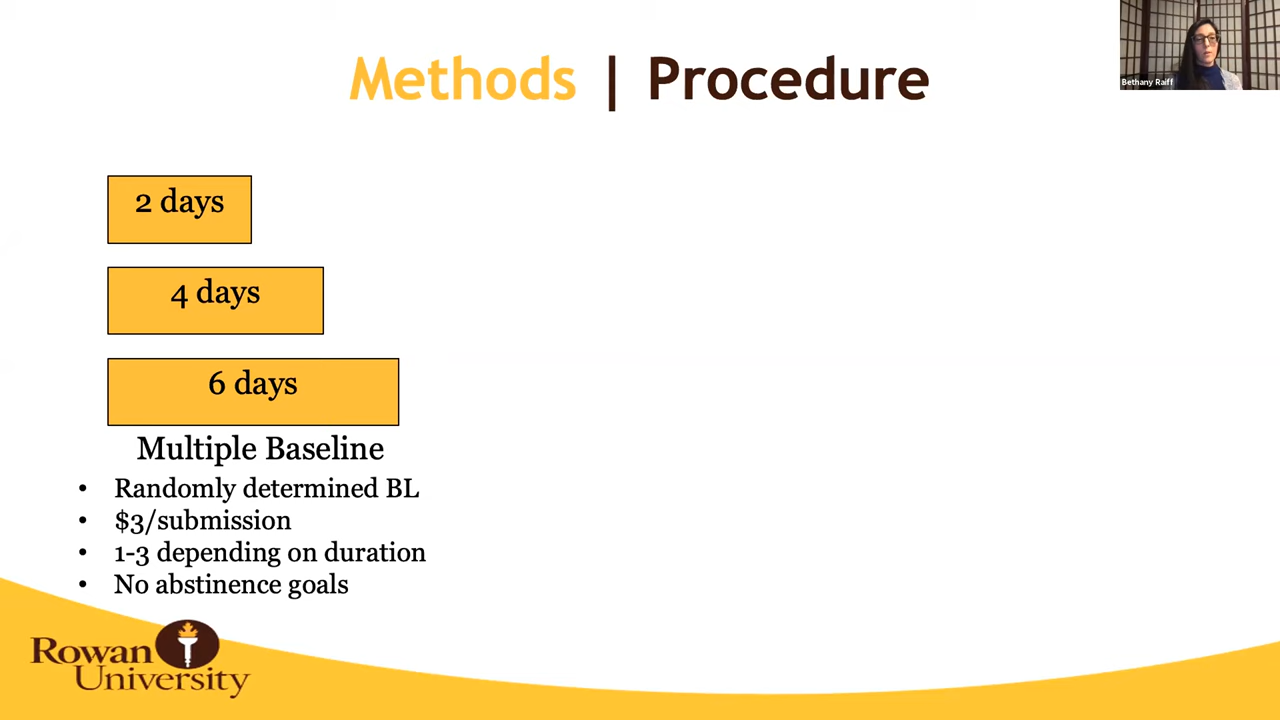 Methods | Procedure
Bethany Raiff
2 days
4 days
6 days
Multiple Baseline
• Randomly determined BL
• $3/submission
• 1-3 depending on duration
• No abstinence goals
Rowan
University